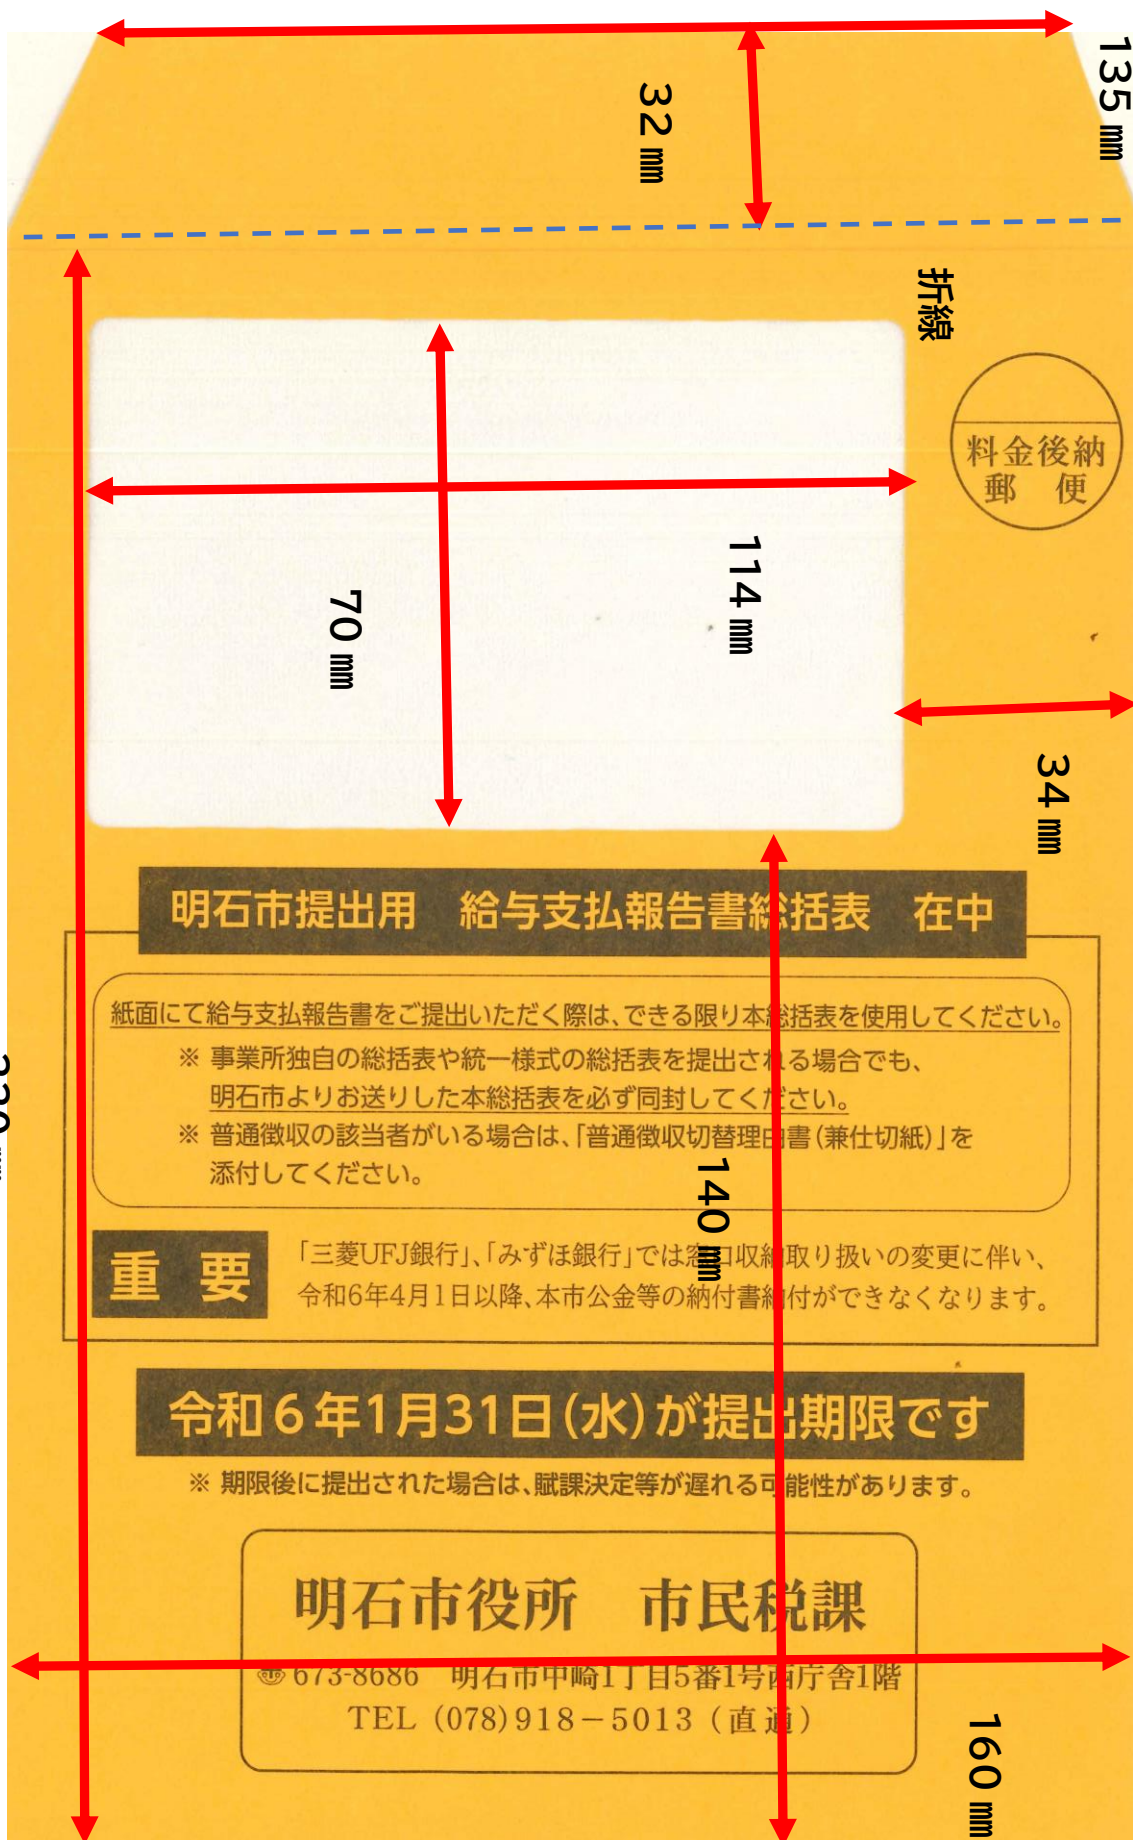 135㎜
32㎜
折線
料金後納
郵 便
114㎜
70㎜
34㎜
明石市提出用 給与支払報告書総括表 在中
紙面にて給与支払報告書をご提出いただく際は、できる限り本総括表を使用してください。
※ 事業所独自の総括表や統一様式の総括表を提出される場合でも、
明石市よりお送りした本総括表を必ず同封してください。
※ 普通徴収の該当者がいる場合は、「普通徴収切替理由書(兼仕切紙)」を
添付してください。
140㎜
重 要
「三菱UFJ銀行」、「みずほ銀行」では窓口収納取り扱いの変更に伴い、
令和6年4月1日以降、本市公金等の納付書納付ができなくなります。
令和6年1月31日(水)が提出期限です
※ 期限後に提出された場合は、賦課決定等が遅れる可能性があります。
明石市役所 市民税課
〠673-8686 明石市中崎1丁目5番1号西庁舎1階
TEL (078)918-5013 (直通)
160㎜